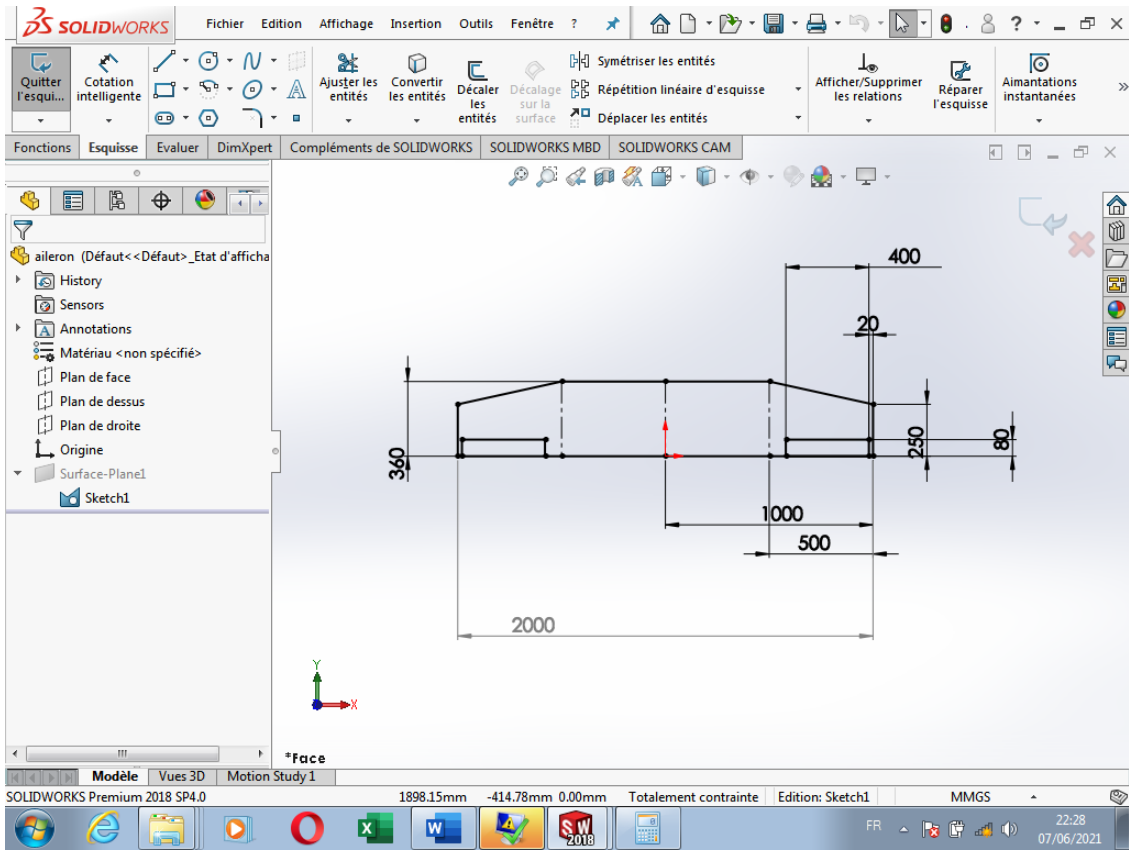 SOLIDWORKS
Fichier Edition Affichage Insertion Outils Fenêtre ?
Quitter l'esqui...
Cotation intelligente
Ajuster les entités
Convertir les entités
Décaler les entités
Décalage sur la surface
Symétriser les entités
Répétition linéaire d'esquisse
Déplacer les entités
Afficher/Supprimer les relations
Réparer l'esquisse
Aimantations instantanées
Fonctions Esquisse Evaluer DimXpert Compléments de SOLIDWORKS SOLIDWORKS MBD SOLIDWORKS CAM
aileron (Défaut<<Défaut>_Etat d'afficha
History
Sensors
Annotations
Matériau <non spécifié>
Plan de face
Plan de dessus
Plan de droite
Origine
Surface-Plane1
Sketch1
400
20
360
250
80
1000
500
2000
Y
X
*Face
Modèle Vues 3D Motion Study 1
SOLIDWORKS Premium 2018 SP4.0 1898.15mm -414.78mm 0.00mm Totalement contrainte Edition: Sketch1 MMGS
SW 2018
FR
22:28
07/06/2021